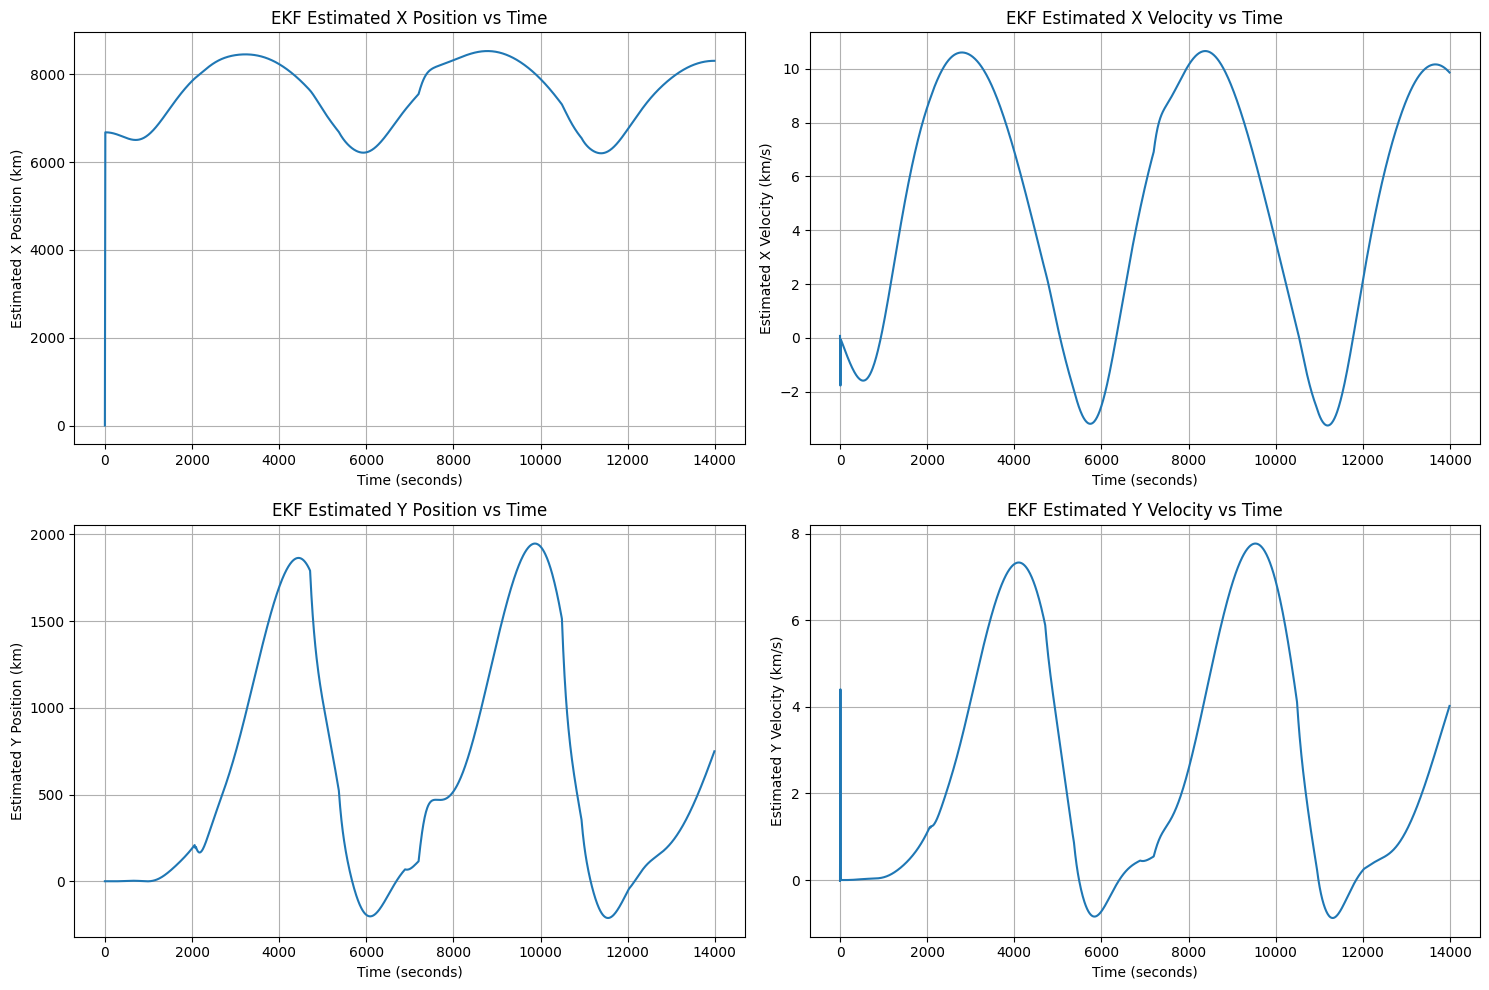 EKF Estimated X Position vs Time
Estimated X Position (km)
8000
6000
4000
2000
0
0 2000 4000 6000 8000 10000 12000 14000
Time (seconds)
EKF Estimated X Velocity vs Time
Estimated X Velocity (km/s)
10
8
6
4
2
0
−2
0 2000 4000 6000 8000 10000 12000 14000
Time (seconds)
EKF Estimated Y Position vs Time
Estimated Y Position (km)
2000
1500
1000
500
0
0 2000 4000 6000 8000 10000 12000 14000
Time (seconds)
EKF Estimated Y Velocity vs Time
Estimated Y Velocity (km/s)
8
6
4
2
0
0 2000 4000 6000 8000 10000 12000 14000
Time (seconds)